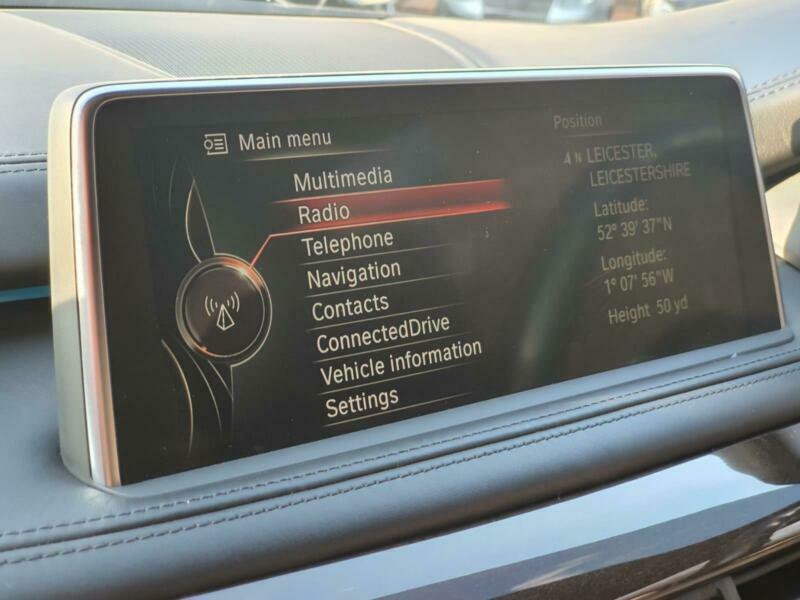 Main menu
Multimedia
Radio
Telephone
Navigation
Contacts
ConnectedDrive
Vehicle information
Settings
Position
N LEICESTER,
LEICESTERSHIRE
Latitude:
52° 39' 37"N
Longitude:
1° 07' 56"W
Height 50 yd